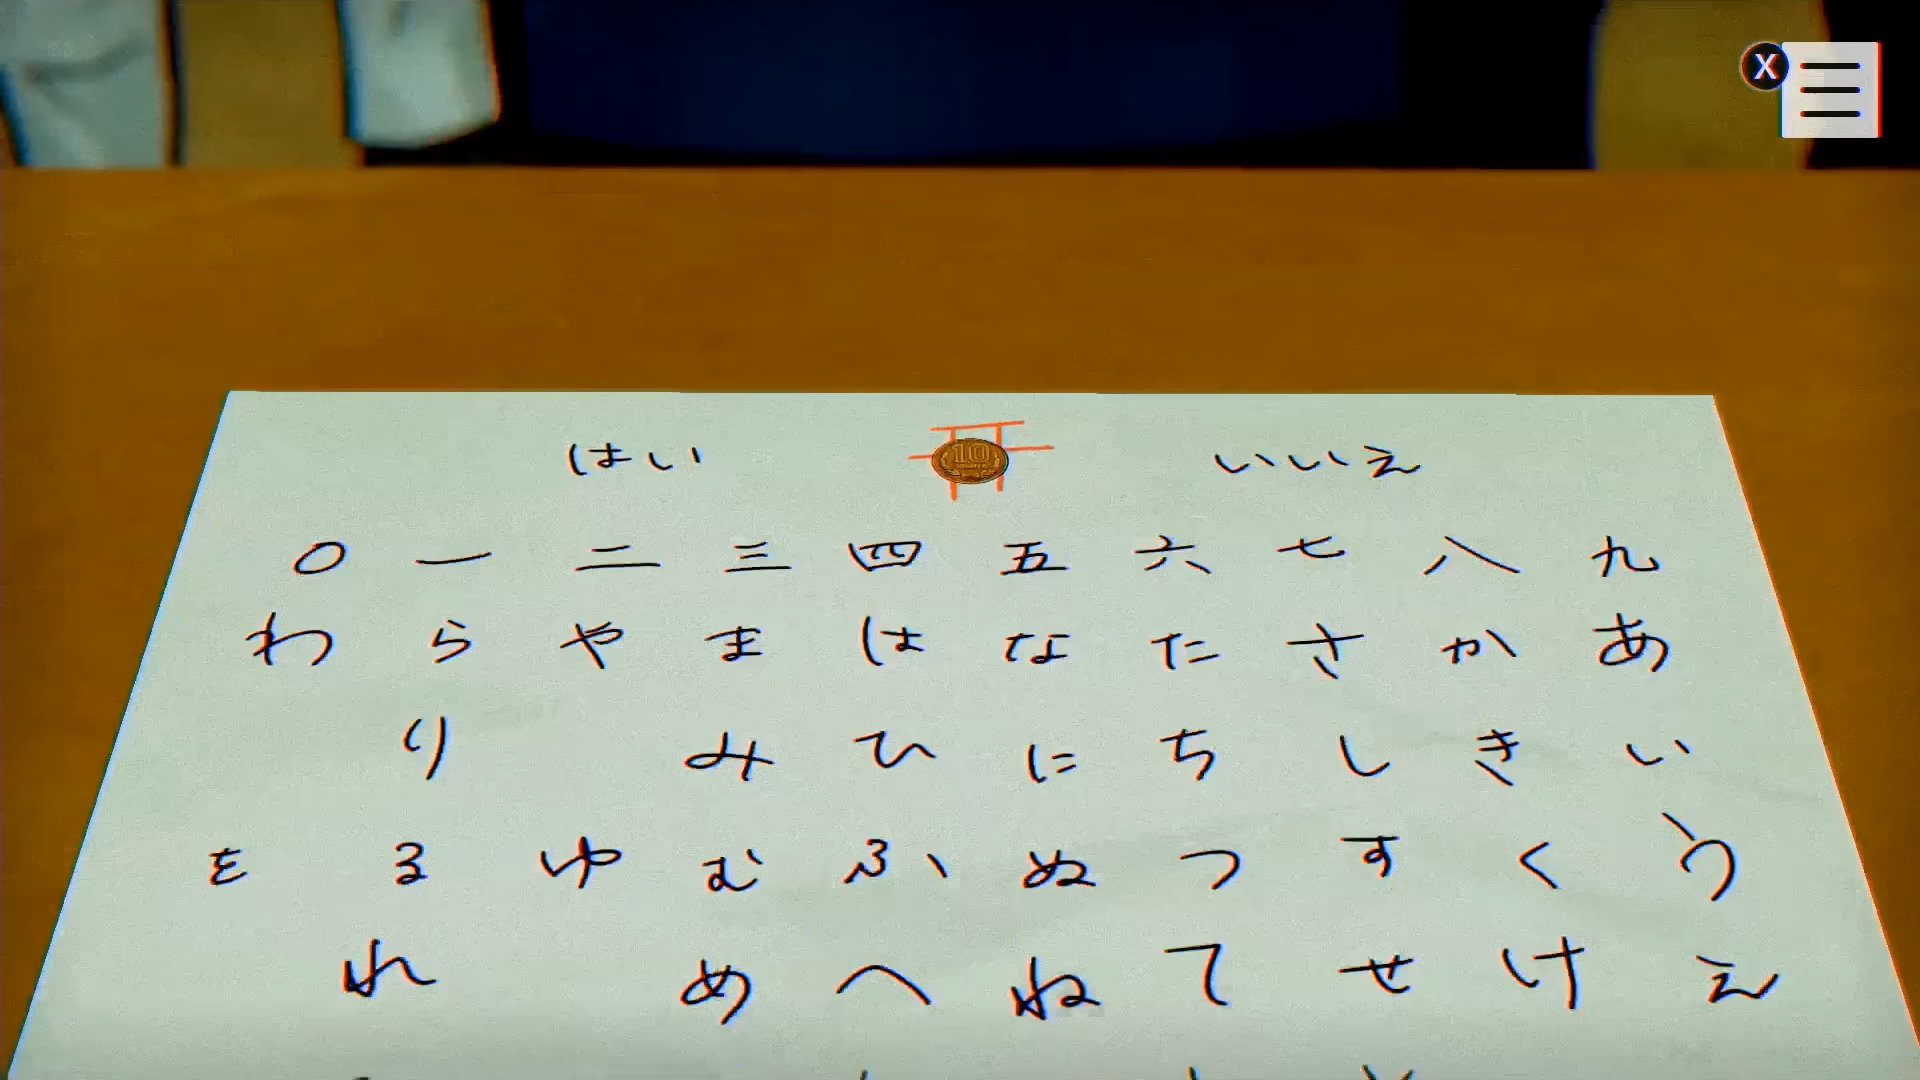 X
はい 10 いいえ
〇 一 二 三 四 五 六 七 八 九
わ ら や ま は な た さ か あ
り み ひ に ち し き い
を る ゆ む ふ ぬ つ す く う
れ め へ ね て せ け え